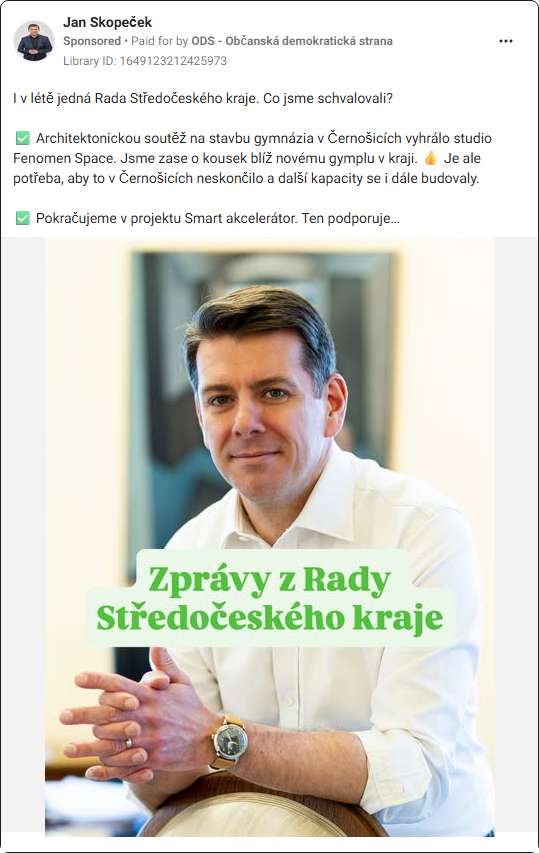 Jan Skopeček
Sponsored • Paid for by ODS - Občanská demokratická strana
Library ID: 1649123212425973
I v létě jedná Rada Středočeského kraje. Co jsme schvalovali?
✅ Architektonickou soutěž na stavbu gymnázia v Černošicích vyhrálo studio
Fenomen Space. Jsme zase o kousek blíž novému gymplu v kraji. 👍 Je ale
potřeba, aby to v Černošicích neskončilo a další kapacity se i dále budovaly.
✅ Pokračujeme v projektu Smart akcelerátor. Ten podporuje...
Zprávy z Rady
Středočeského kraje